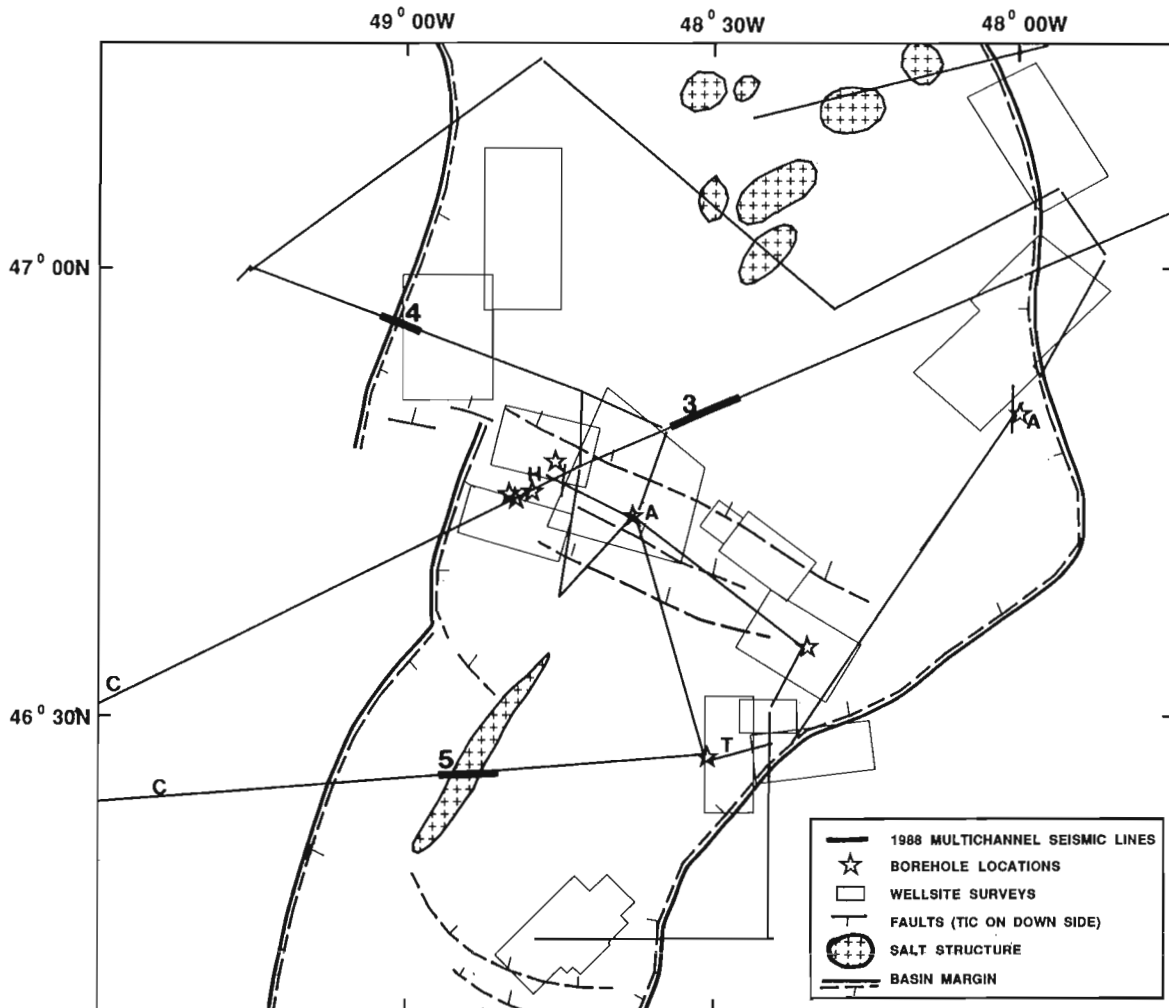 49° 00W
48° 30W
48° 00W
47° 00N
4
3
A
H
A
C
46° 30N
T
5
C
1988 MULTICHANNEL SEISMIC LINES
BOREHOLE LOCATIONS
WELLSITE SURVEYS
FAULTS (TIC ON DOWN SIDE)
SALT STRUCTURE
BASIN MARGIN